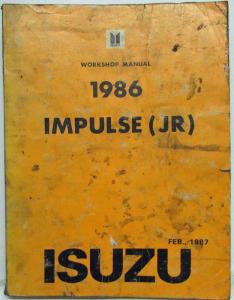 WORKSHOP MANUAL
1986
IMPULSE (JR)
FEB., 1987
ISUZU